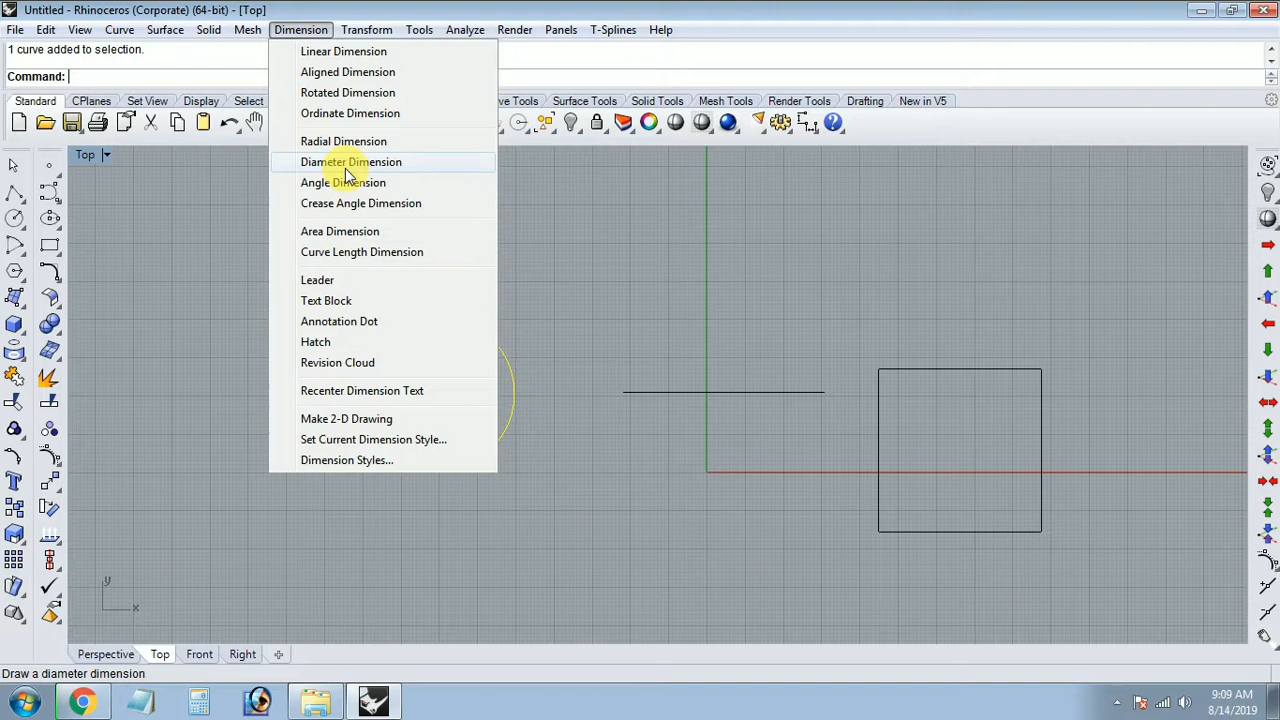 Untitled - Rhinoceros (Corporate) (64-bit) - [Top]
File Edit View Curve Surface Solid Mesh Dimension Transform Tools Analyze Render Panels T-Splines Help
1 curve added to selection.
Command:
Standard CPlanes Set View Display Select ve Tools Surface Tools Solid Tools Mesh Tools Render Tools Drafting New in V5
Linear Dimension
Aligned Dimension
Rotated Dimension
Ordinate Dimension
Radial Dimension
Diameter Dimension
Angle Dimension
Crease Angle Dimension
Area Dimension
Curve Length Dimension
Leader
Text Block
Annotation Dot
Hatch
Revision Cloud
Recenter Dimension Text
Make 2-D Drawing
Set Current Dimension Style...
Dimension Styles...
Top
y
x
Perspective Top Front Right
Draw a diameter dimension
9:09 AM
8/14/2019